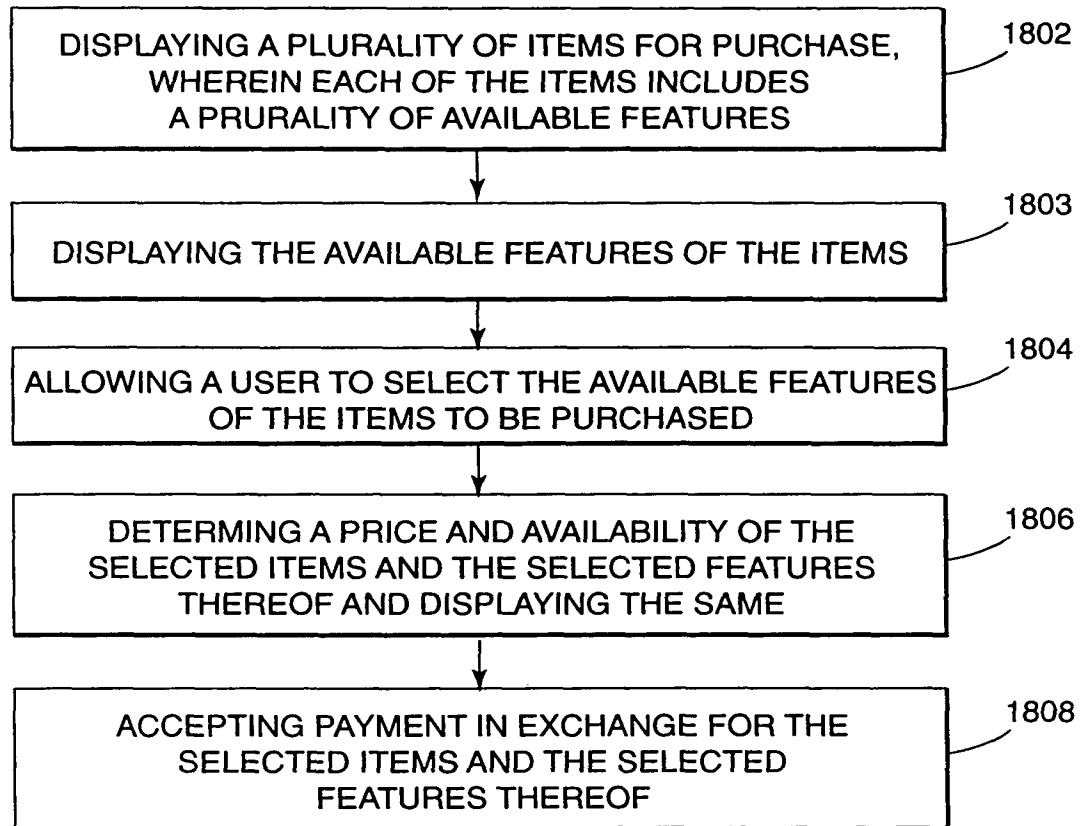 DISPLAYING A PLURALITY OF ITEMS FOR PURCHASE,
WHEREIN EACH OF THE ITEMS INCLUDES
A PRURALITY OF AVAILABLE FEATURES
1802
DISPLAYING THE AVAILABLE FEATURES OF THE ITEMS
1803
ALLOWING A USER TO SELECT THE AVAILABLE FEATURES
OF THE ITEMS TO BE PURCHASED
1804
DETERMING A PRICE AND AVAILABILITY OF THE
SELECTED ITEMS AND THE SELECTED FEATURES
THEREOF AND DISPLAYING THE SAME
1806
ACCEPTING PAYMENT IN EXCHANGE FOR THE
SELECTED ITEMS AND THE SELECTED
FEATURES THEREOF
1808